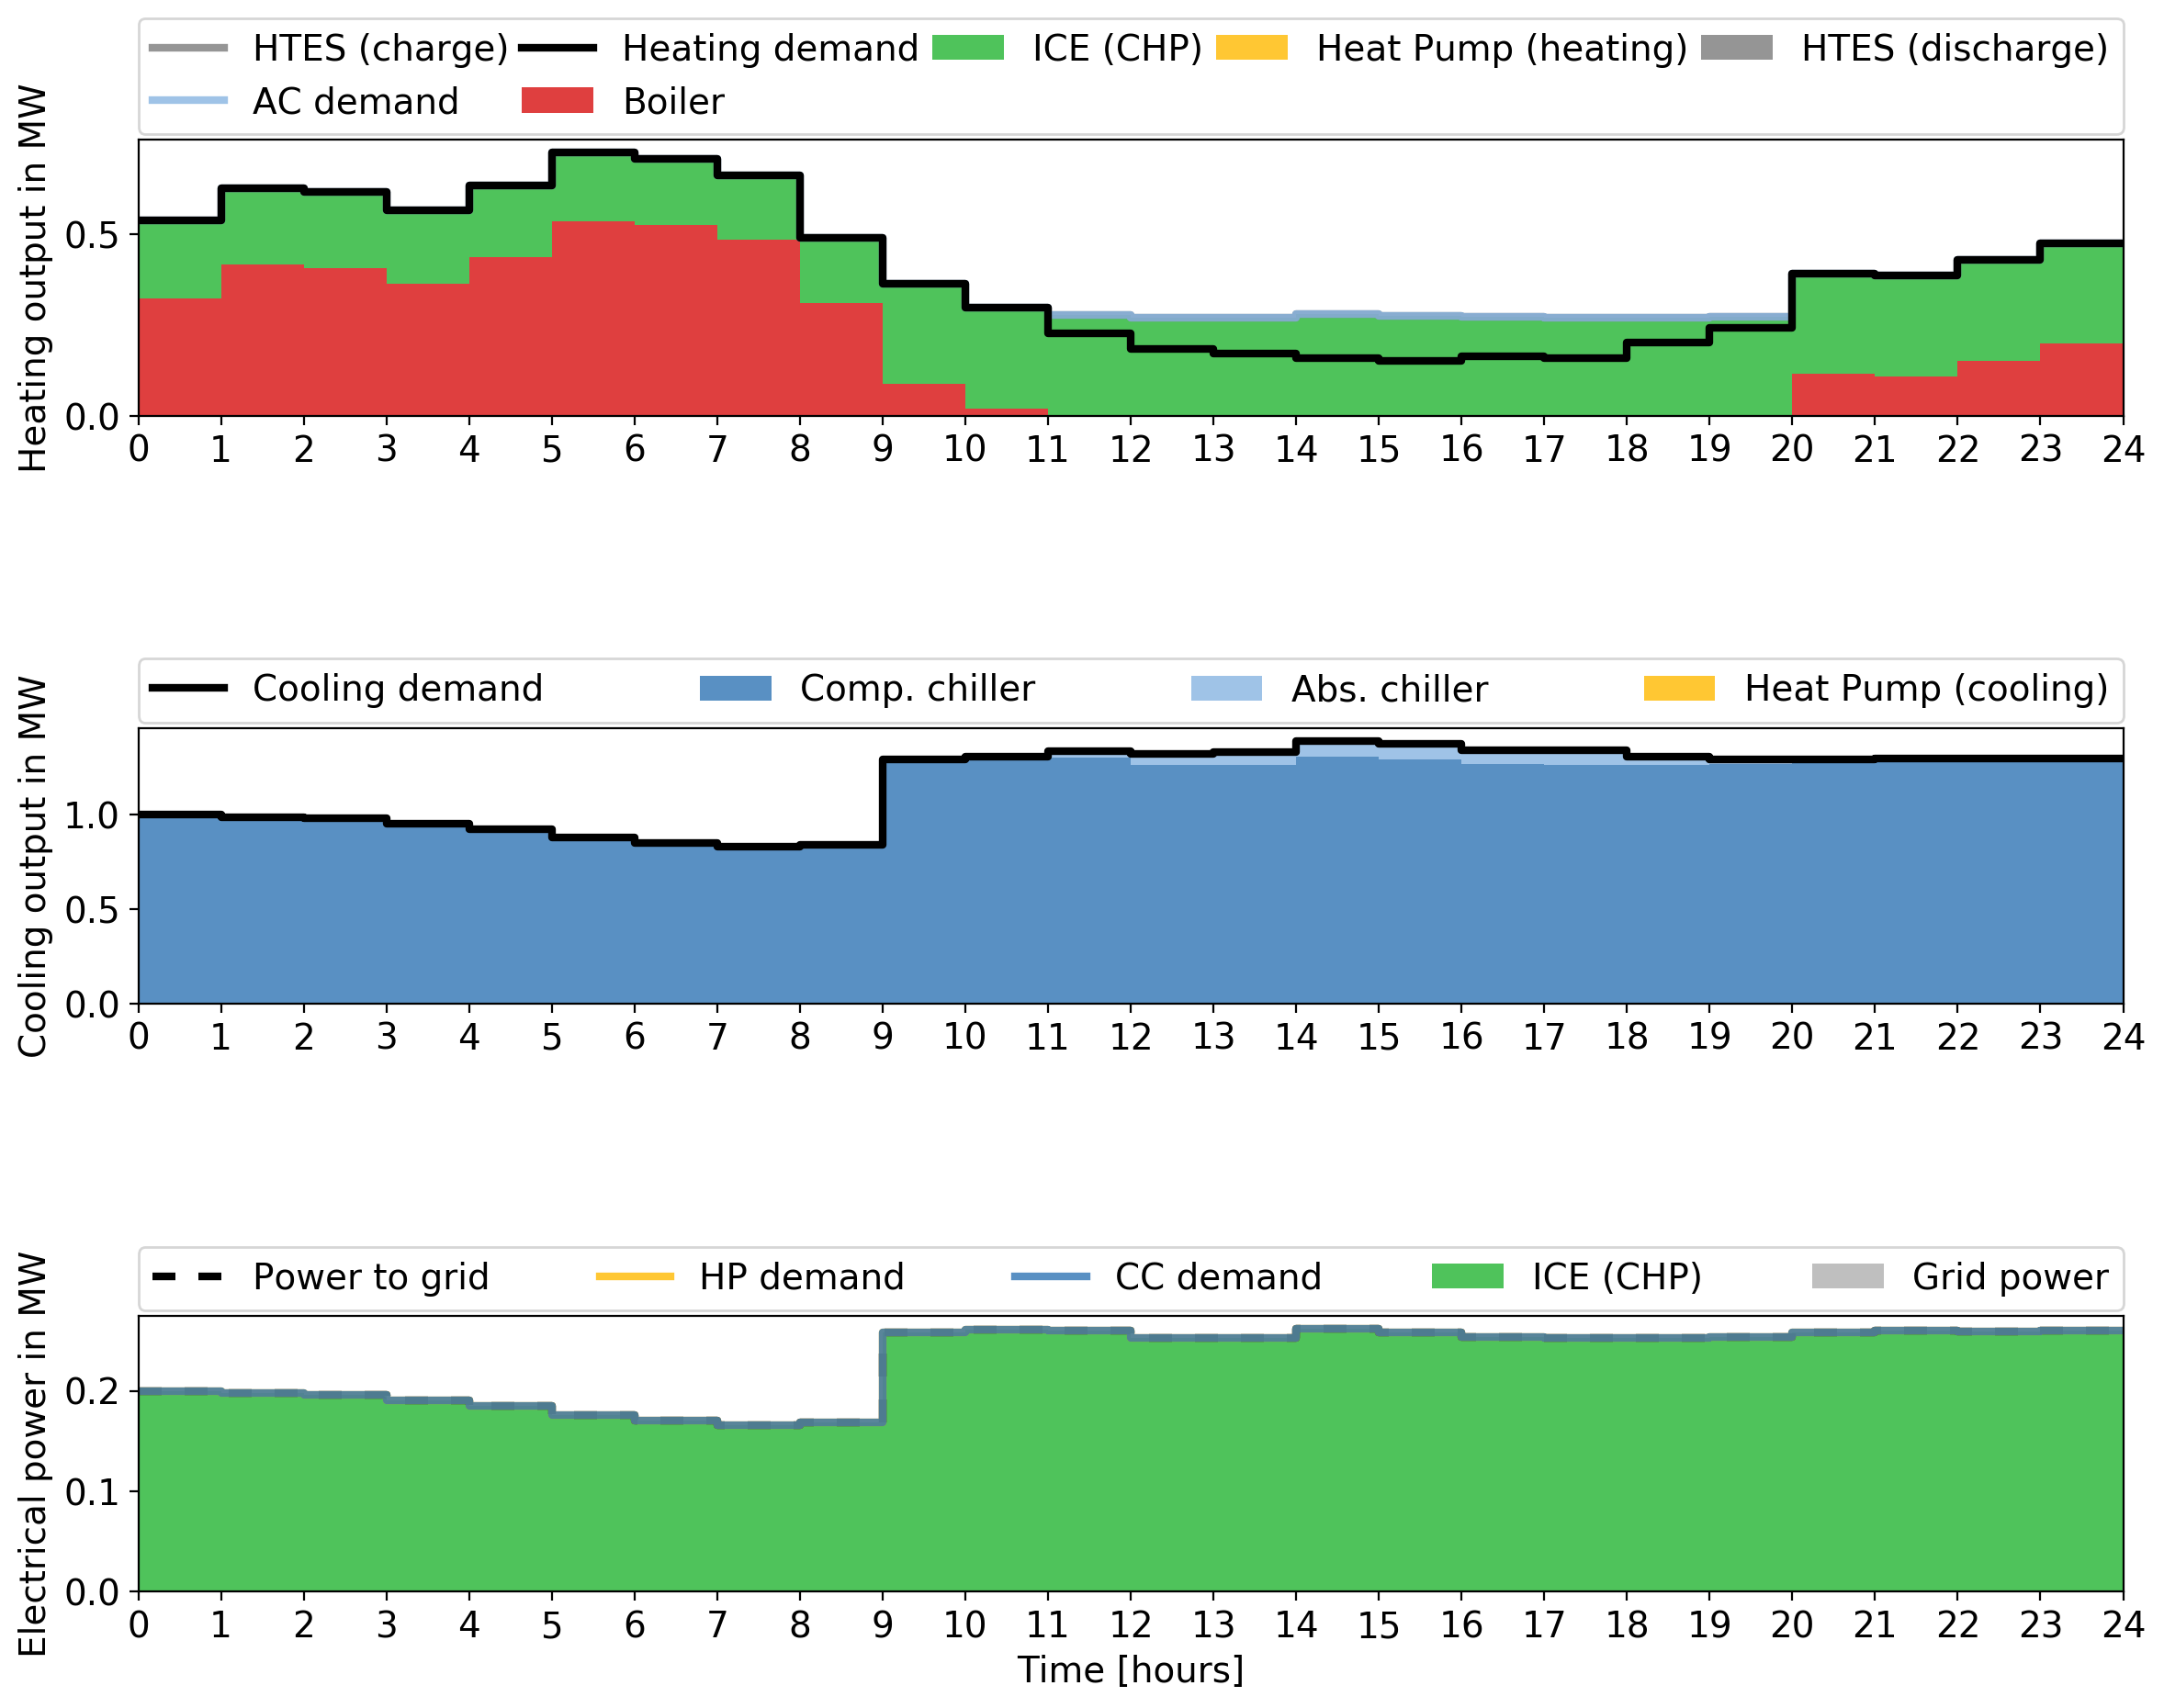 HTES (charge) Heating demand ICE (CHP) Heat Pump (heating) HTES (discharge)
AC demand Boiler
Heating output in MW
0.5
0.0
0 1 2 3 4 5 6 7 8 9 10 11 12 13 14 15 16 17 18 19 20 21 22 23 24
Cooling demand Comp. chiller Abs. chiller Heat Pump (cooling)
Cooling output in MW
1.0
0.5
0.0
0 1 2 3 4 5 6 7 8 9 10 11 12 13 14 15 16 17 18 19 20 21 22 23 24
Power to grid HP demand CC demand ICE (CHP) Grid power
Electrical power in MW
0.2
0.1
0.0
0 1 2 3 4 5 6 7 8 9 10 11 12 13 14 15 16 17 18 19 20 21 22 23 24
Time [hours]